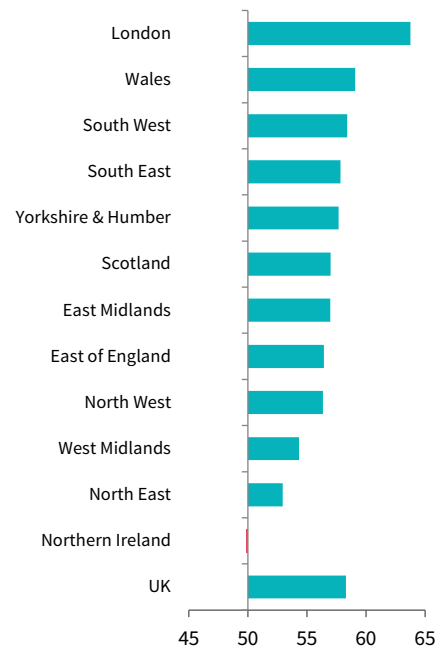 London
Wales
South West
South East
Yorkshire & Humber
Scotland
East Midlands
East of England
North West
West Midlands
North East
Northern Ireland
UK
45 50 55 60 65